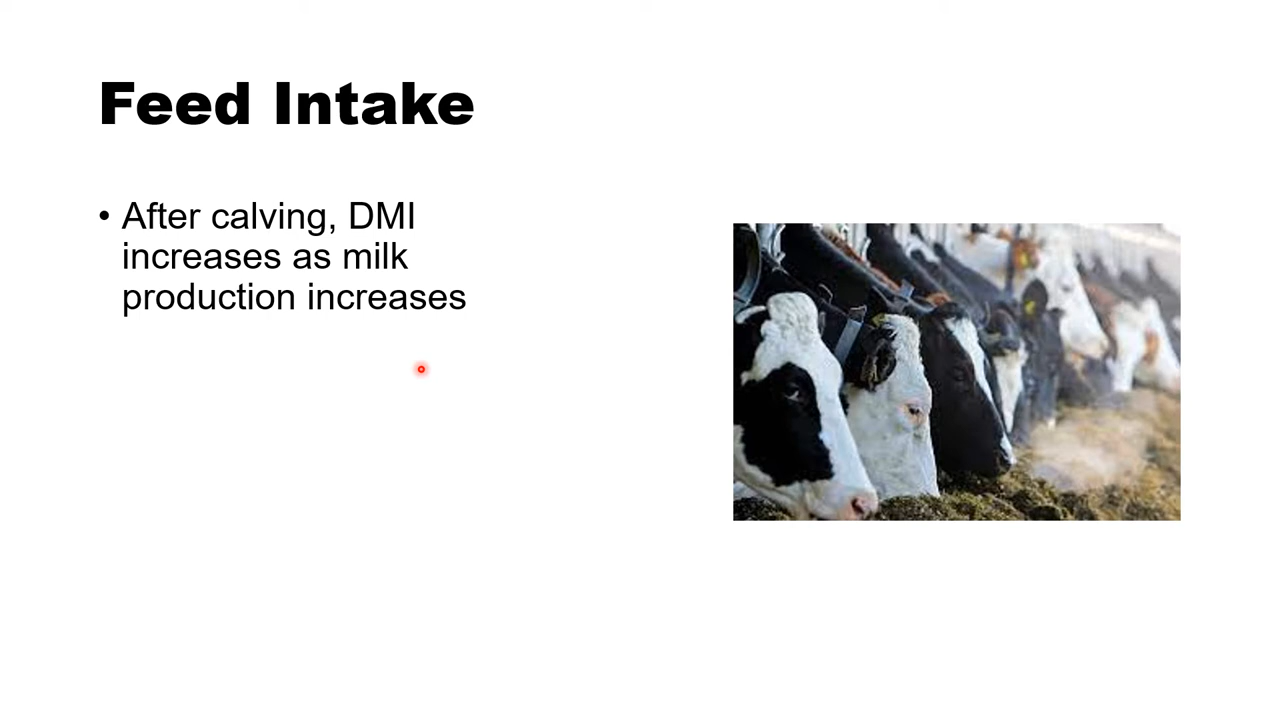 Feed Intake
• After calving, DMI
increases as milk
production increases